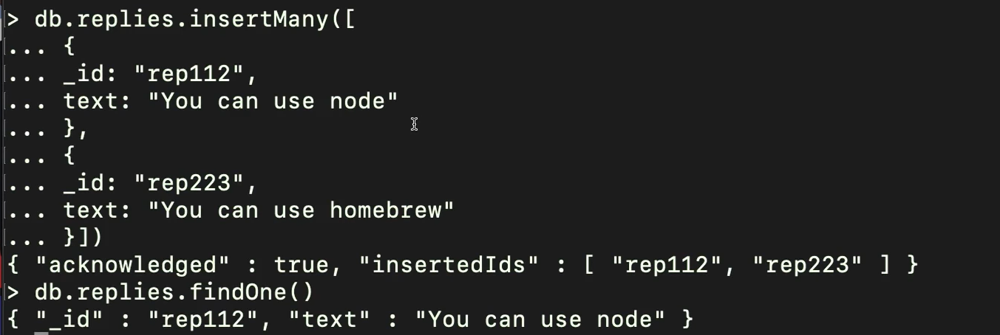 > db.replies.insertMany([
... {
... _id: "rep112",
... text: "You can use node"
... },
... {
... _id: "rep223",
... text: "You can use homebrew"
... }])
{ "acknowledged" : true, "insertedIds" : [ "rep112", "rep223" ] }
> db.replies.findOne()
{ "_id" : "rep112", "text" : "You can use node" }